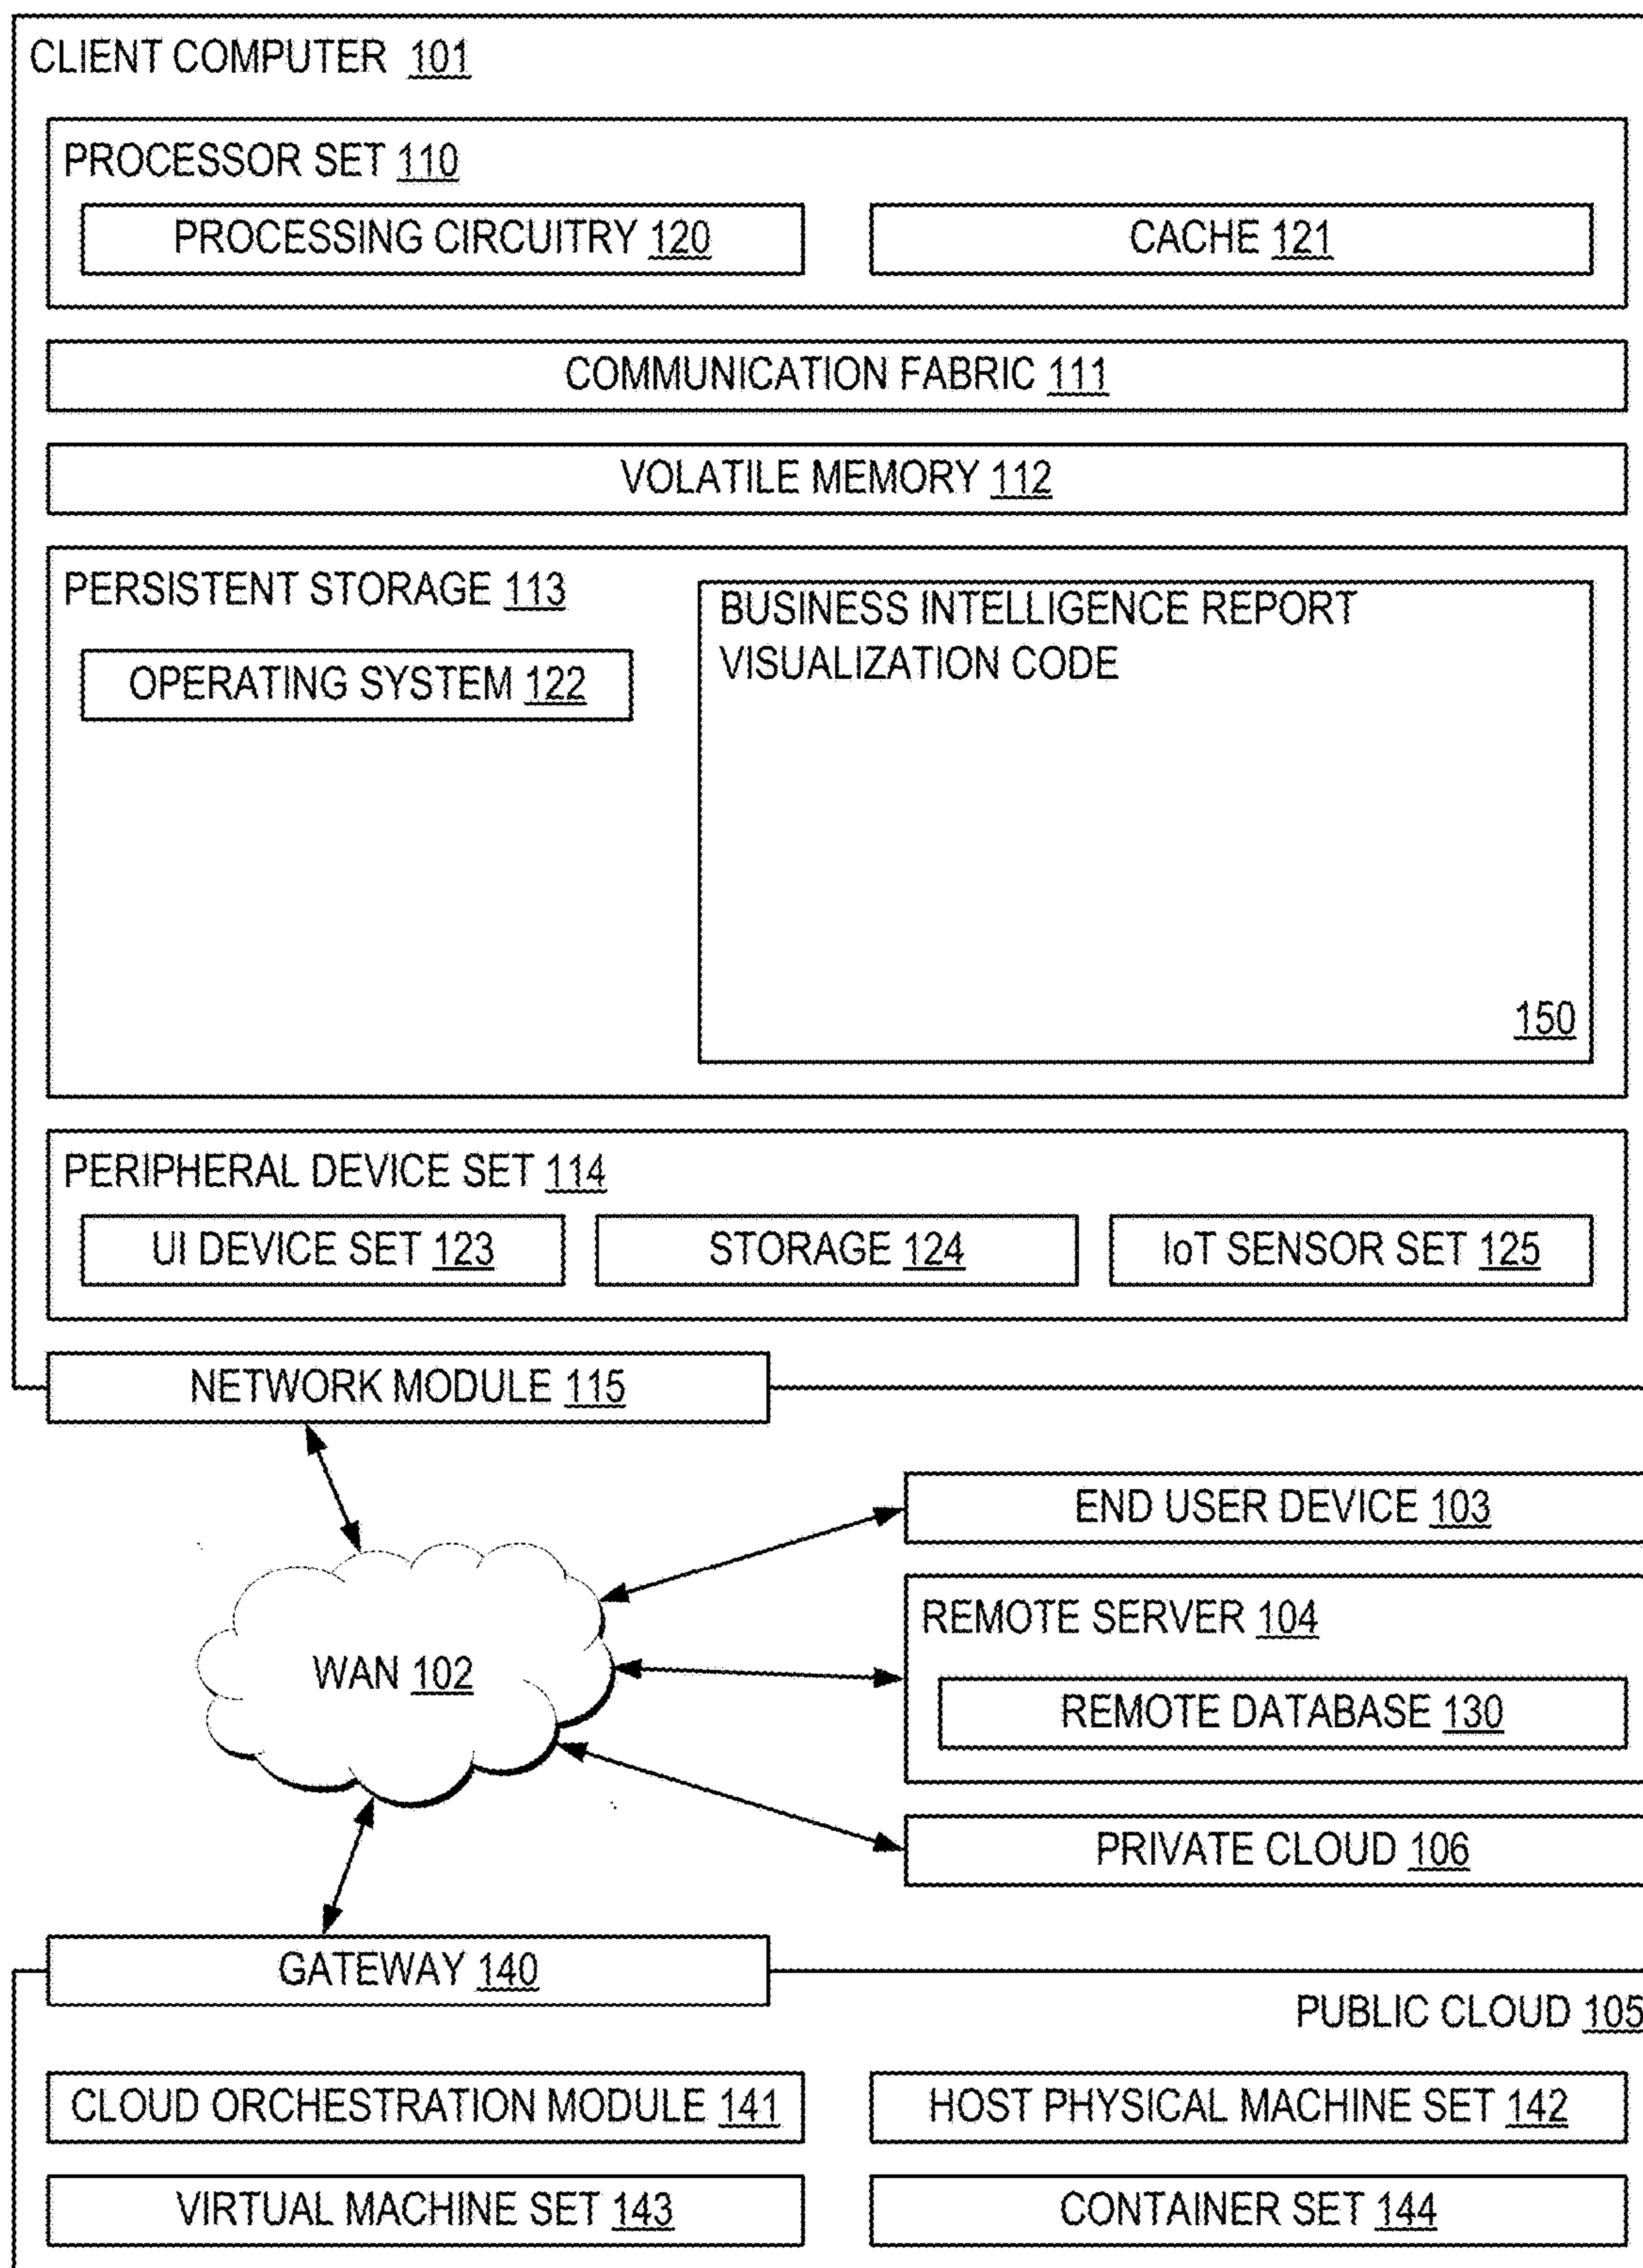 CLIENT COMPUTER 101
PROCESSOR SET 110
PROCESSING CIRCUITRY 120
CACHE 121
COMMUNICATION FABRIC 111
VOLATILE MEMORY 112
PERSISTENT STORAGE 113
OPERATING SYSTEM 122
BUSINESS INTELLIGENCE REPORT
VISUALIZATION CODE
150
PERIPHERAL DEVICE SET 114
UI DEVICE SET 123
STORAGE 124
IoT SENSOR SET 125
NETWORK MODULE 115
WAN 102
END USER DEVICE 103
REMOTE SERVER 104
REMOTE DATABASE 130
PRIVATE CLOUD 106
GATEWAY 140
PUBLIC CLOUD 105
CLOUD ORCHESTRATION MODULE 141
HOST PHYSICAL MACHINE SET 142
VIRTUAL MACHINE SET 143
CONTAINER SET 144